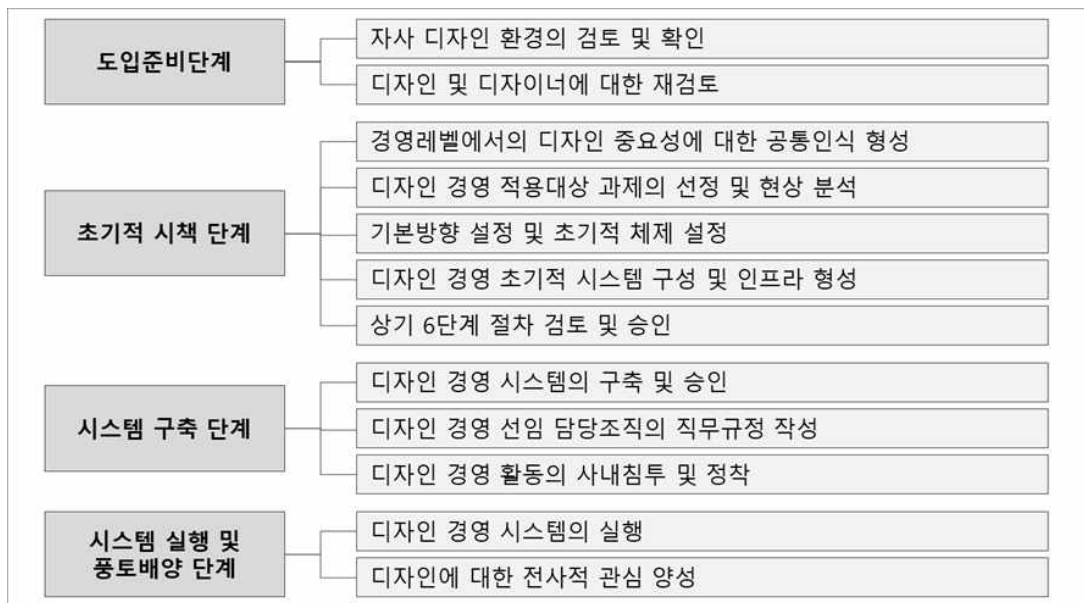 도입준비단계
자사 디자인 환경의 검토 및 확인
디자인 및 디자이너에 대한 재검토
초기적 시책 단계
경영레벨에서의 디자인 중요성에 대한 공통인식 형성
디자인 경영 적용대상 과제의 선정 및 현상 분석
기본방향 설정 및 초기적 체제 설정
디자인 경영 초기적 시스템 구성 및 인프라 형성
상기 6단계 절차 검토 및 승인
시스템 구축 단계
디자인 경영 시스템의 구축 및 승인
디자인 경영 선임 담당조직의 직무규정 작성
디자인 경영 활동의 사내침투 및 정착
시스템 실행 및
풍토배양 단계
디자인 경영 시스템의 실행
디자인에 대한 전사적 관심 양성